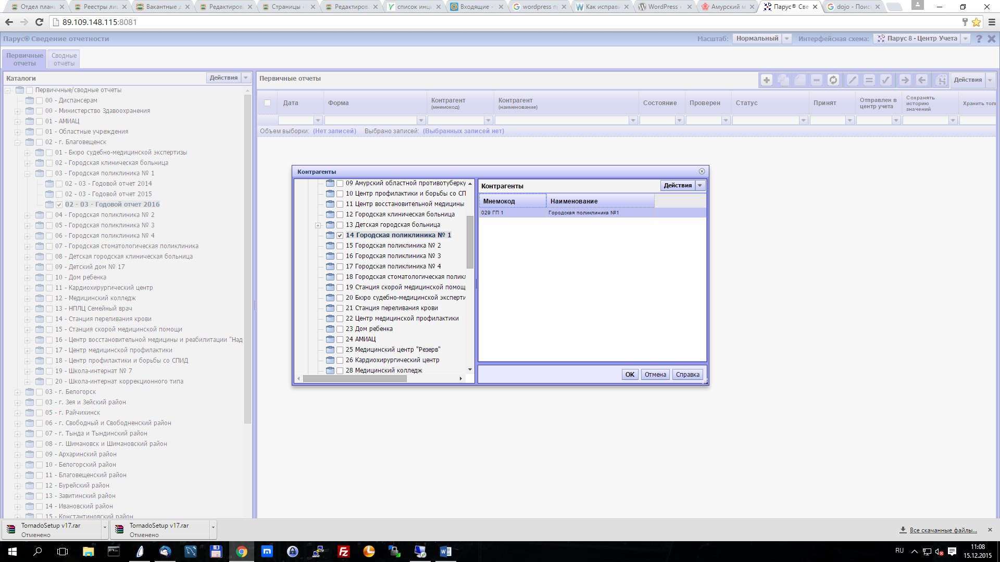 Отдел план
Реестры ли
Вакантные д
Редактирова
Страницы ‹
Редактирова
список инц
Входящие -
wordpress п
Как исправи
WordPress ›
Амурский м
Парус® Све
dojo - Поис
89.109.148.115:8081
Парус® Сведение отчетности
Масштаб:
Нормальный
Интерфейсная схема:
Парус 8 - Центр Учета
Первичные отчеты
Сводные отчеты
Каталоги
Действия
Первичные/сводные отчеты
00 - Диспансерам
00 - Министерство Здавоохранения
01 - АМИАЦ
01 - Областные учреждения
02 - г. Благовещенск
01 - Бюро судебно-медицинской экспертизы
02 - Городская клиническая больница
03 - Городская поликлиника № 1
02 - 03 - Годовой отчет 2014
02 - 03 - Годовой отчет 2015
02 - 03 - Годовой отчет 2016
04 - Городская поликлиника № 2
05 - Городская поликлиника № 3
06 - Городская поликлиника № 4
07 - Городская стоматологическая поликлиника
08 - Детская городская клиническая больница
09 - Детский дом № 17
10 - Дом ребенка
11 - Кардиохирургический центр
12 - Медицинский колледж
13 - НПЛЦ Семейный врач
14 - Станция переливания крови
15 - Станция скорой медицинской помощи
16 - Центр восстановительной медицины и реабилитации "Над
17 - Центр медицинской профилактики
18 - Центр профилактики и борьбы со СПИД
19 - Школа-интернат № 7
20 - Школа-интернат коррекционного типа
03 - г. Белогорск
03 - г. Зея и Зейский район
05 - г. Райчихинск
06 - г. Свободный и Свободненский район
07 - г. Тында и Тындинский район
08 - г. Шимановск и Шимановский район
09 - Архаринский район
10 - Белогорский район
11 - Благовещенский район
12 - Бурейский район
13 - Завитинский район
14 - Ивановский район
15 - Константиновский район
Первичные отчеты
Действия
Дата
Форма
Контрагент (мнемокод)
Контрагент (наименование)
Состояние
Проверен
Статус
Принят
Отправлен в центр учета
Сохранять историю значений
Хранить толь
Объем выборки: (Нет записей) Выбрано записей: (Выбранных записей нет)
Контрагенты
09 Амурский областной противотуберку
10 Центр профилактики и борьбы со СП
11 Центр восстановительной медицины
12 Городская клиническая больница
13 Детская городская больница
14 Городская поликлиника № 1
15 Городская поликлиника № 2
16 Городская поликлиника № 3
17 Городская поликлиника № 4
18 Городская стоматологическая поликл
19 Станция скорой медицинской помощ
20 Бюро судебно-медицинской эксперти
21 Станция переливания крови
22 Центр медицинской профилактики
23 Дом ребенка
24 АМИАЦ
25 Медицинский центр "Резерв"
26 Кардиохирургический центр
28 Медицинский колледж
Контрагенты
Действия
Мнемокод
Наименование
029 ГП 1
Городская поликлиника №1
OK
Отмена
Справка
TornadoSetup v17.rar
Отменено
TornadoSetup v17.rar
Отменено
Все скачанные файлы...
RU
11:08
15.12.2015